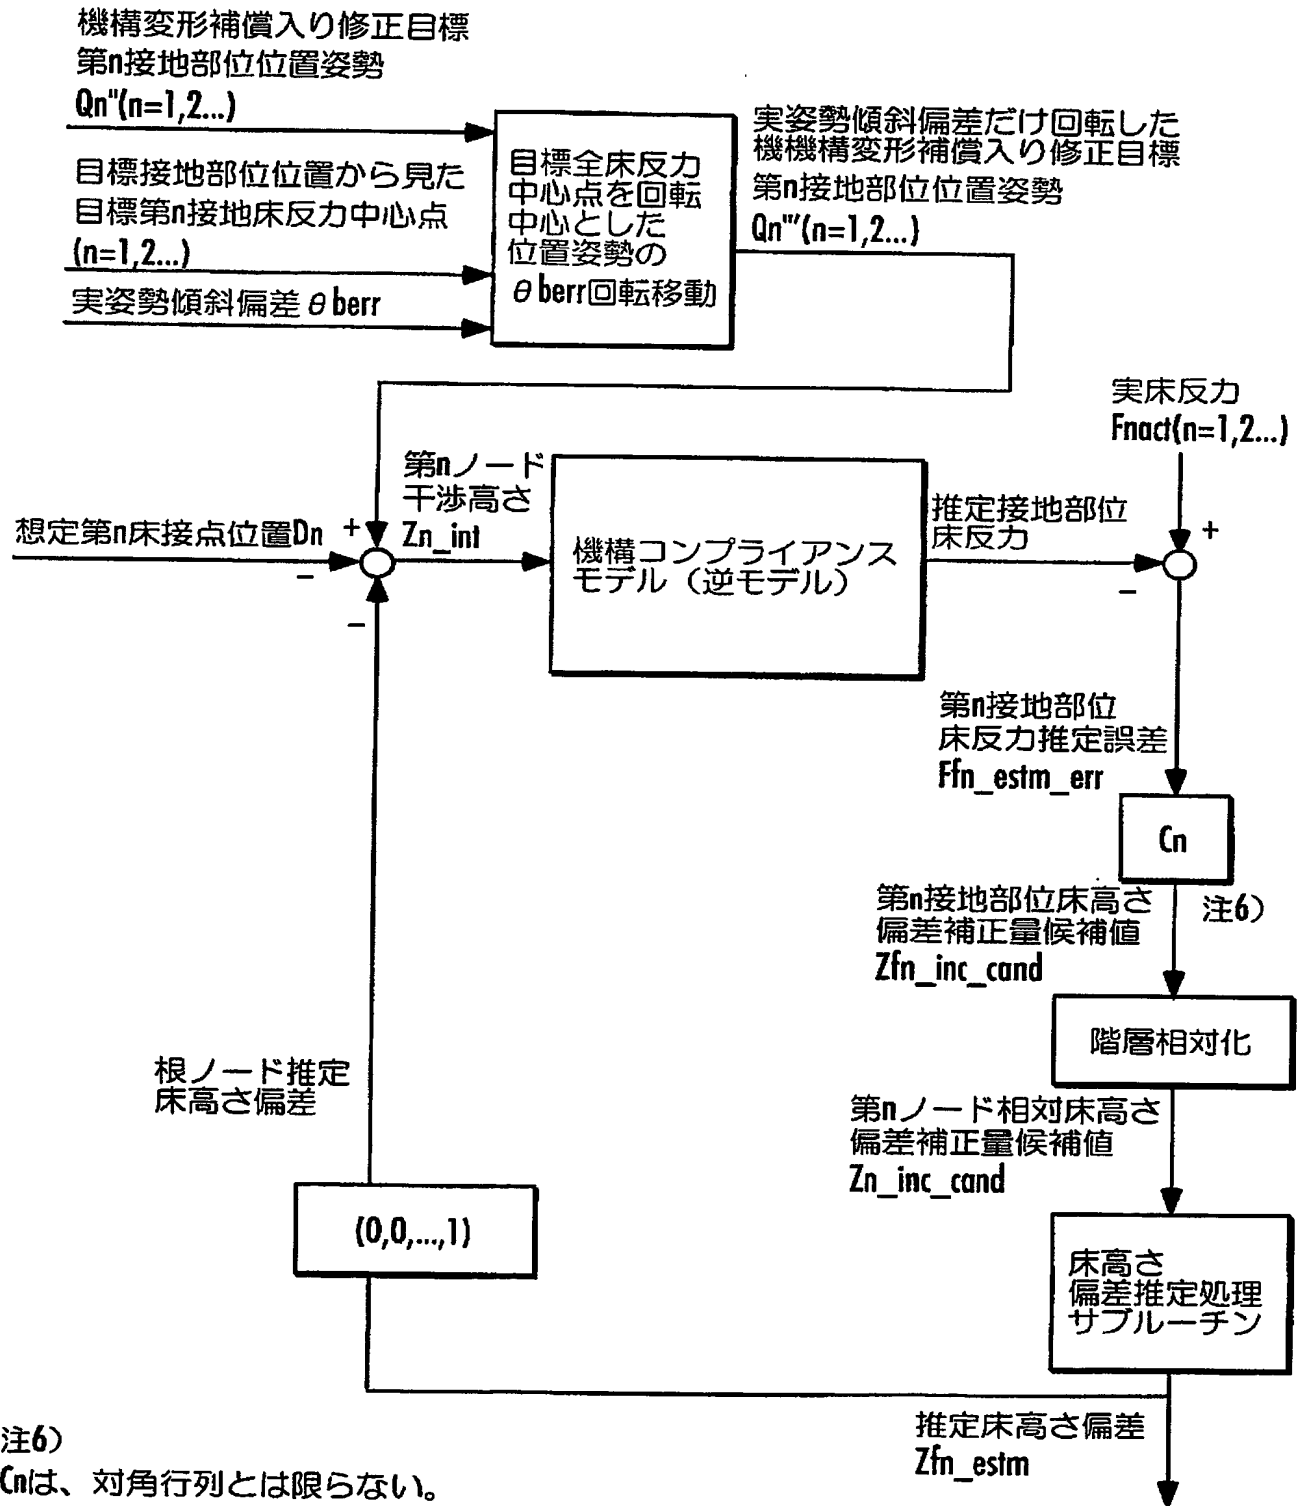 機構変形補償入り修正目標
第n接地部位位置姿勢
Qn"(n=1,2...)
目標接地部位位置から見た
目標第n接地床反力中心点
(n=1,2...)
実姿勢傾斜偏差θberr
目標全床反力
中心点を回転
中心とした
位置姿勢の
θberr回転移動
実姿勢傾斜偏差だけ回転した
機機構変形補償入り修正目標
第n接地部位位置姿勢
Qn"'(n=1,2...)
実床反力
Fnact(n=1,2...)
第nノード
干渉高さ
Zn_int
想定第n床接点位置Dn
+
−
−
機構コンプライアンス
モデル（逆モデル）
推定接地部位
床反力
+
−
第n接地部位
床反力推定誤差
Ffn_estm_err
Cn
注6）
第n接地部位床高さ
偏差補正量候補値
Zfn_inc_cand
階層相対化
根ノード推定
床高さ偏差
第nノード相対床高さ
偏差補正量候補値
Zn_inc_cand
(0,0,...,1)
床高さ
偏差推定処理
サブルーチン
推定床高さ偏差
Zfn_estm
注6）
Cnは、対角行列とは限らない。